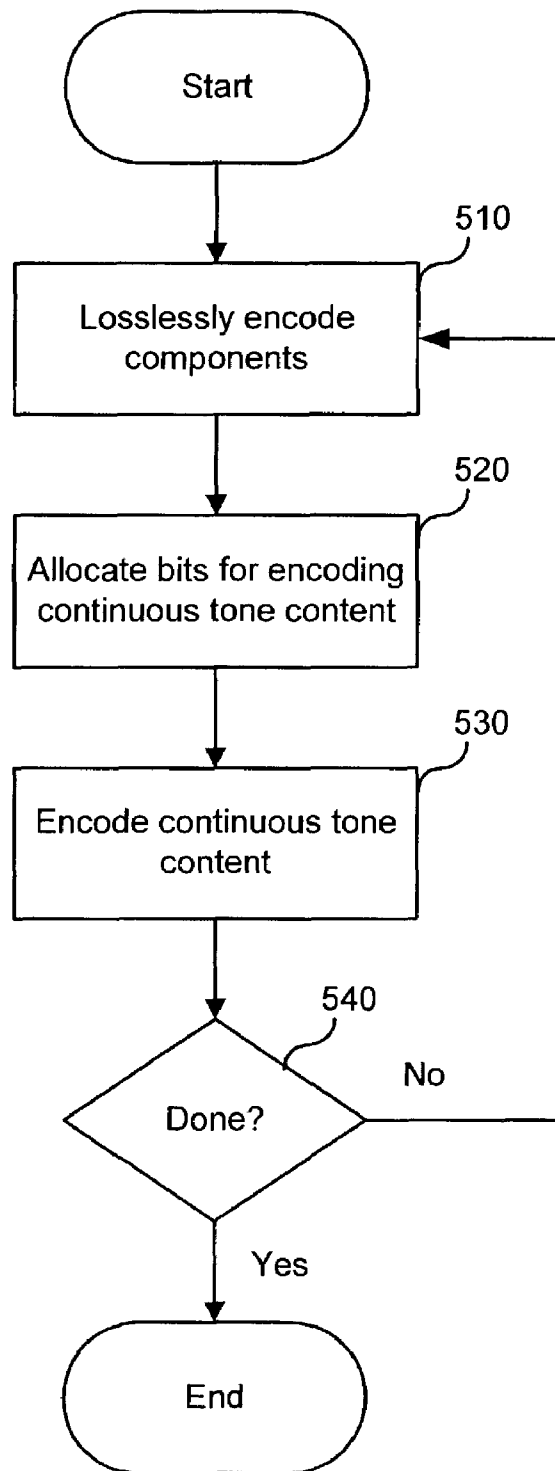 Start
510
Losslessly encode
components
520
Allocate bits for encoding
continuous tone content
530
Encode continuous tone
content
540
No
Done?
Yes
End